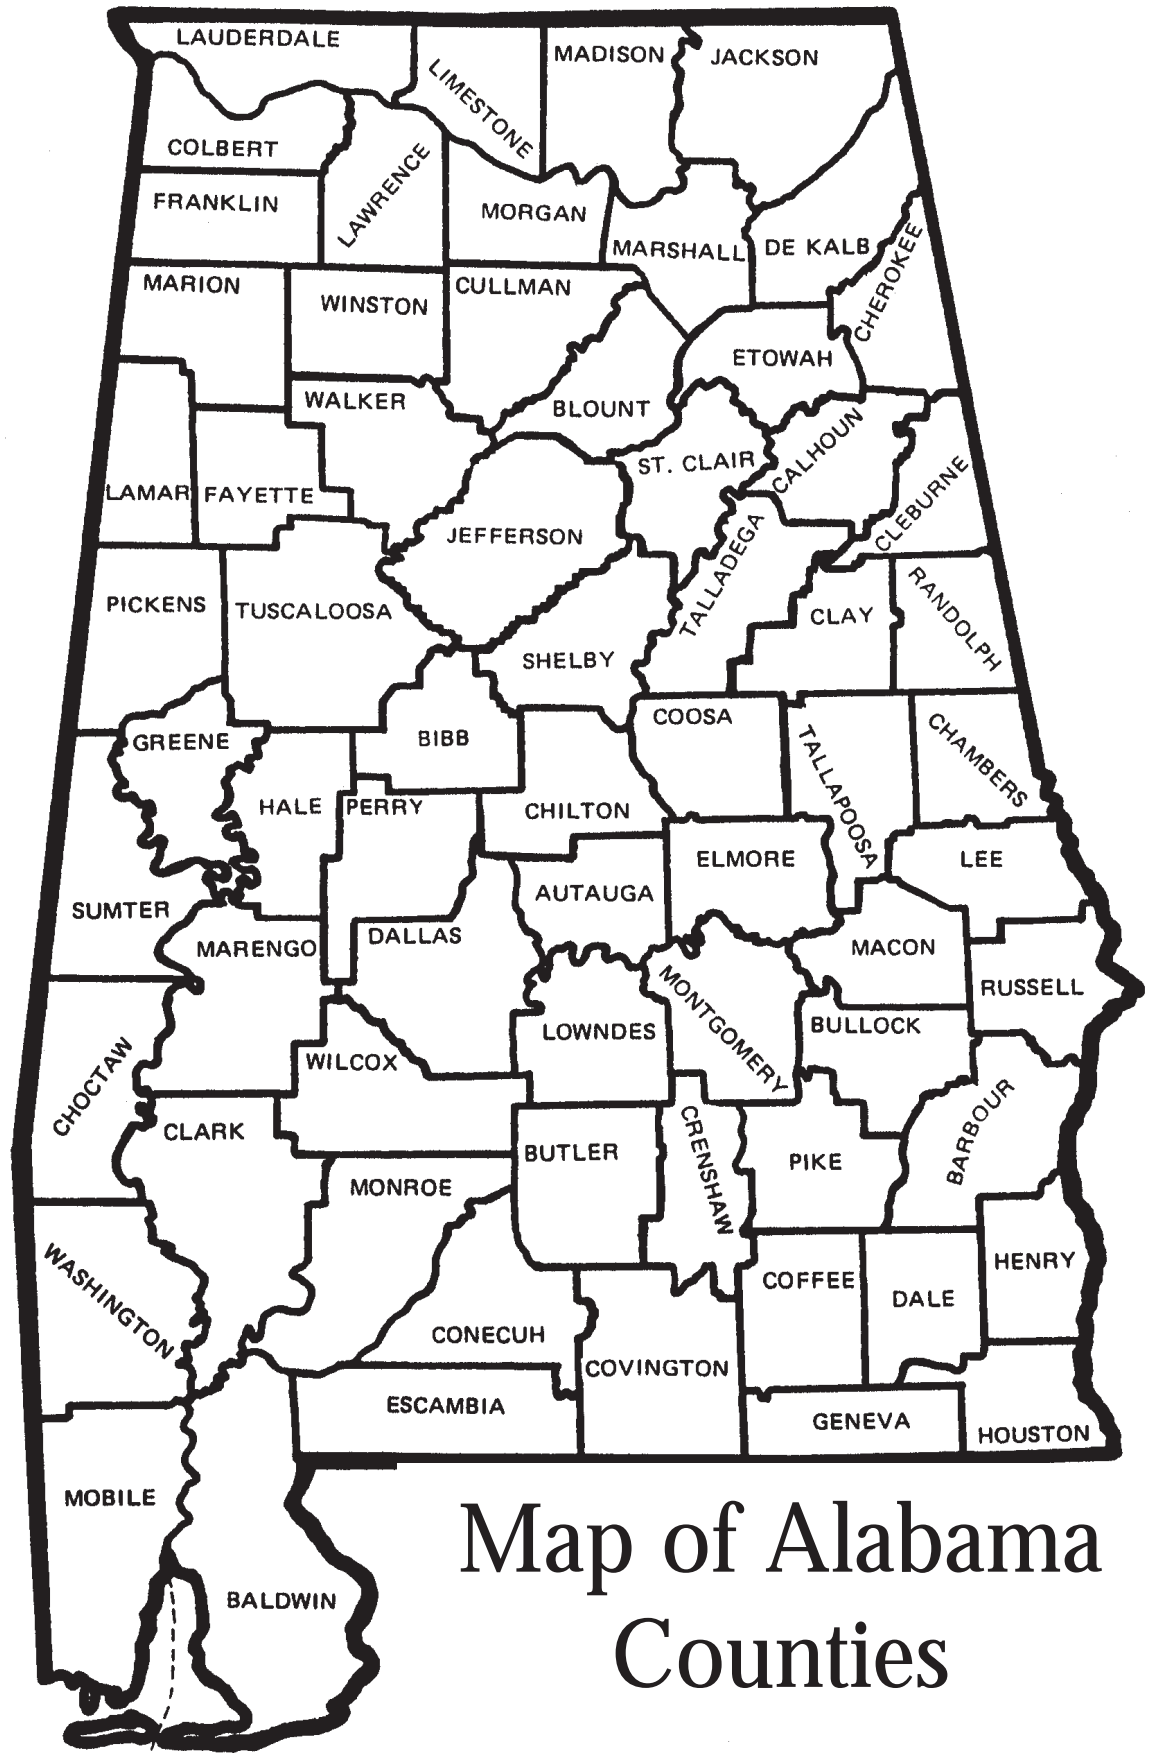 LAUDERDALE
LIMESTONE
MADISON
JACKSON
COLBERT
LAWRENCE
FRANKLIN
MORGAN
MARSHALL
DE KALB
CHEROKEE
MARION
WINSTON
CULLMAN
ETOWAH
WALKER
BLOUNT
ST. CLAIR
CALHOUN
LAMAR
FAYETTE
JEFFERSON
CLEBURNE
TALLADEGA
PICKENS
TUSCALOOSA
SHELBY
CLAY
RANDOLPH
GREENE
BIBB
COOSA
TALLAPOOSA
CHAMBERS
HALE
PERRY
CHILTON
ELMORE
LEE
SUMTER
AUTAUGA
MARENGO
DALLAS
MACON
RUSSELL
MONTGOMERY
LOWNDES
BULLOCK
CHOCTAW
WILCOX
CLARK
BUTLER
CRENSHAW
PIKE
BARBOUR
MONROE
WASHINGTON
COFFEE
DALE
HENRY
CONECUH
COVINGTON
ESCAMBIA
GENEVA
HOUSTON
MOBILE
BALDWIN
Map of Alabama
Counties